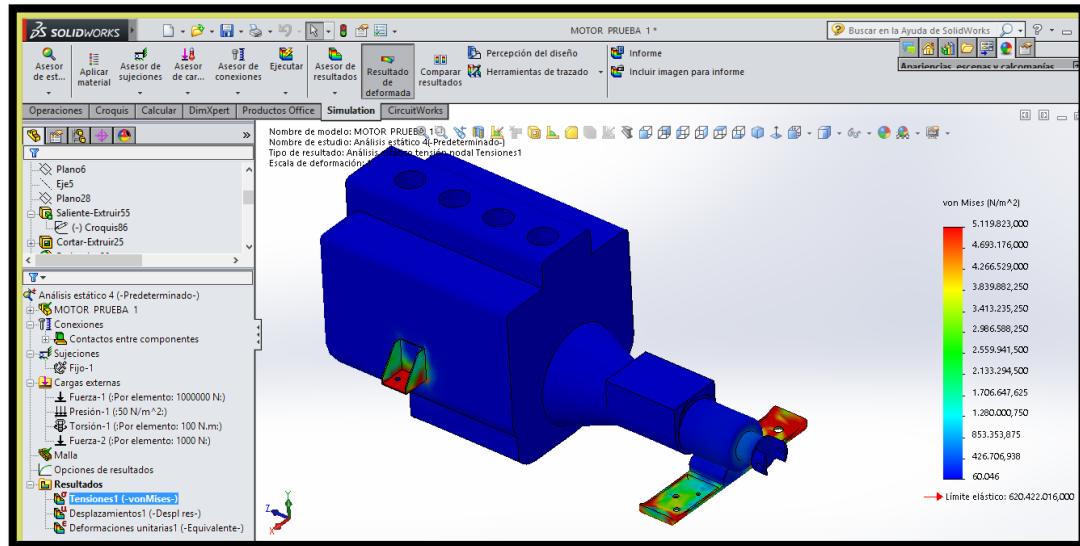 SOLIDWORKS
MOTOR PRUEBA 1 *
Buscar en la Ayuda de SolidWorks
Asesor de est...
Aplicar material
Asesor de sujeciones
Asesor de car...
Asesor de conexiones
Ejecutar
Asesor de resultados
Resultado de deformada
Comparar resultados
Percepción del diseño
Herramientas de trazado
Informe
Incluir imagen para informe
Apariencias, escenas y calcomanías
Operaciones
Croquis
Calcular
DimXpert
Productos Office
Simulation
CircuitWorks
Plano6
Eje5
Plano28
Saliente-Extruir55
(-) Croquis86
Cortar-Extruir25
Análisis estático 4 (-Predeterminado-)
MOTOR PRUEBA 1
Conexiones
Contactos entre componentes
Sujeciones
Fijo-1
Cargas externas
Fuerza-1 (:Por elemento: 1000000 N:)
Presión-1 (:50 N/m^2:)
Torsión-1 (:Por elemento: 100 N.m:)
Fuerza-2 (:Por elemento: 1000 N:)
Malla
Opciones de resultados
Resultados
Tensiones1 (-vonMises-)
Desplazamientos1 (-Despl res-)
Deformaciones unitarias1 (-Equivalente-)
Nombre de modelo: MOTOR PRUEBA 1
Nombre de estudio: Análisis estático 4(-Predeterminado-)
Tipo de resultado: Análisis tensión nodal Tensiones1
Escala de deformación:
von Mises (N/m^2)
5.119.823,000
4.693.176,000
4.266.529,000
3.839.882,250
3.413.235,250
2.986.588,250
2.559.941,500
2.133.294,500
1.706.647,625
1.280.000,750
853.353,875
426.706,938
60.046
Límite elástico: 620.422.016,000
Y
Z
X